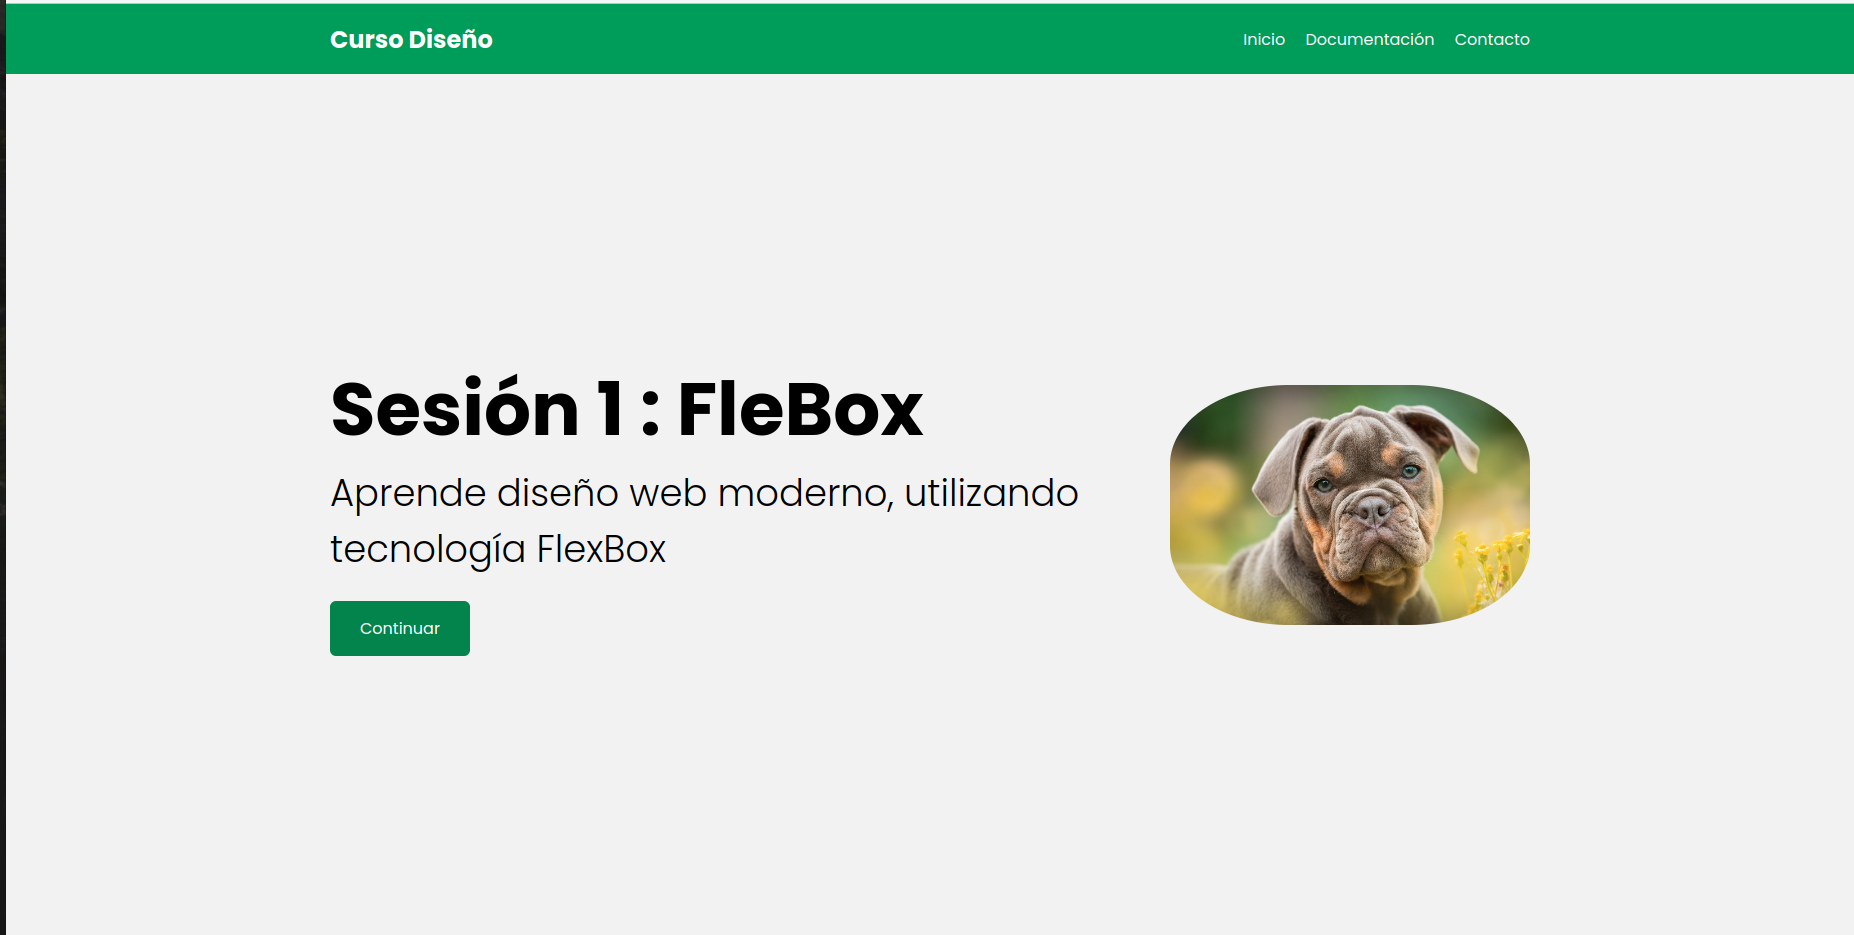 Curso Diseño
Inicio Documentación Contacto
Sesión 1 : FleBox
Aprende diseño web moderno, utilizando
tecnología FlexBox
Continuar